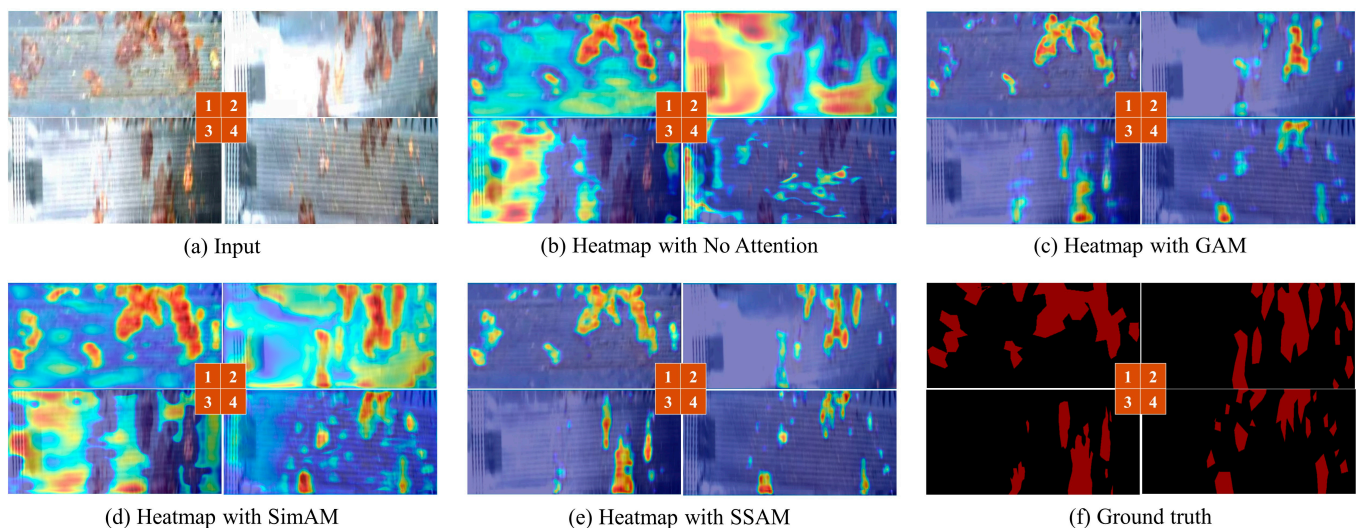 1 2 1 2 1 2
3 4 3 4 3 4
(a) Input (b) Heatmap with No Attention (c) Heatmap with GAM
1 2 1 2 1 2
3 4 3 4 3 4
(d) Heatmap with SimAM (e) Heatmap with SSAM (f) Ground truth